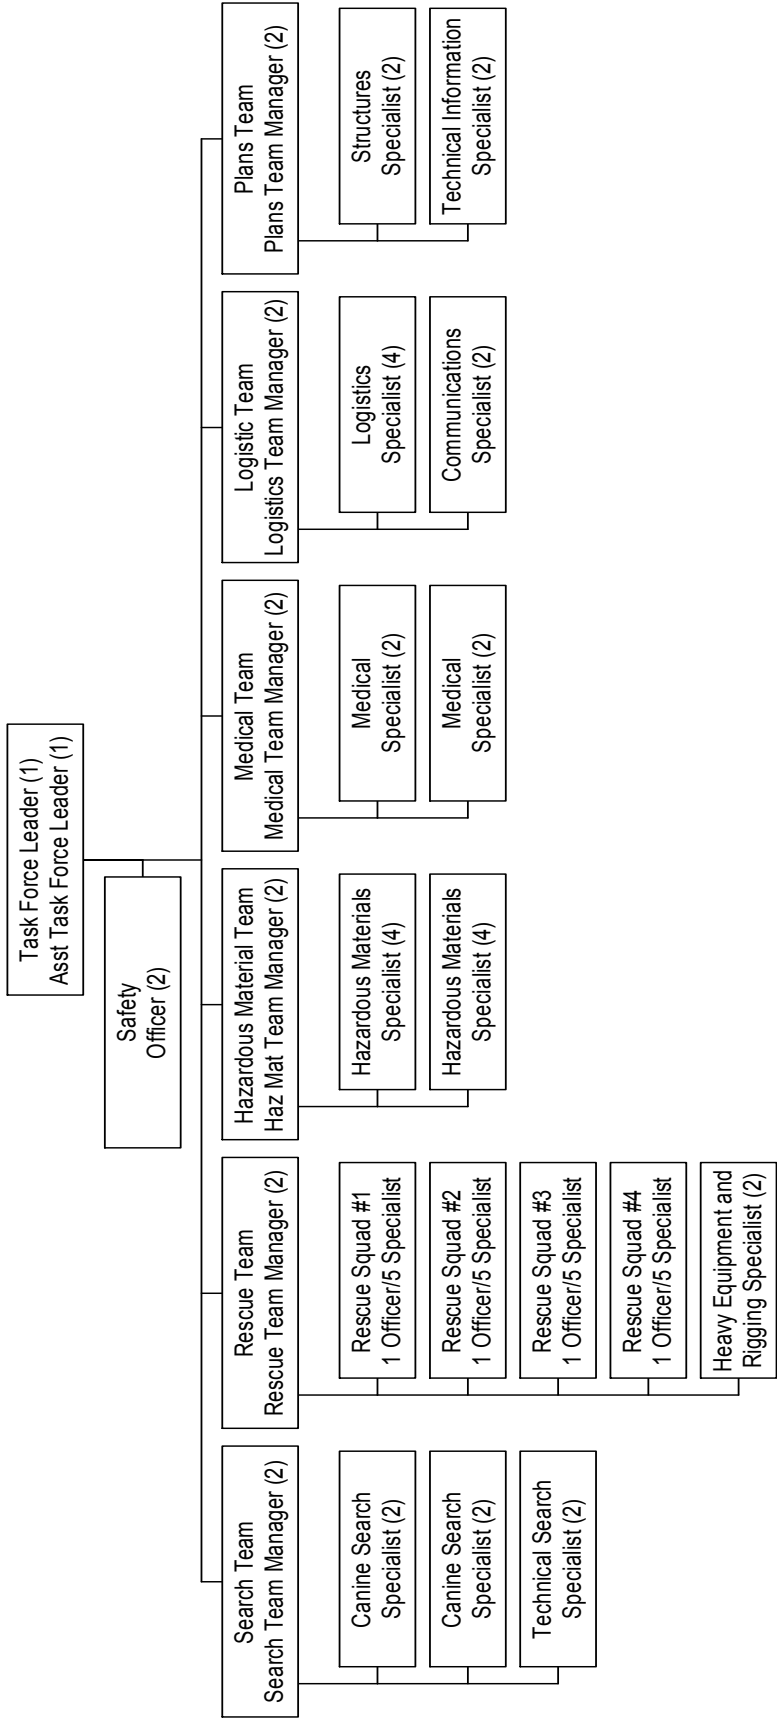 Task Force Leader (1)
Asst Task Force Leader (1)
Safety
Officer (2)
Search Team
Search Team Manager (2)
Canine Search
Specialist (2)
Canine Search
Specialist (2)
Technical Search
Specialist (2)
Rescue Team
Rescue Team Manager (2)
Rescue Squad #1
1 Officer/5 Specialist
Rescue Squad #2
1 Officer/5 Specialist
Rescue Squad #3
1 Officer/5 Specialist
Rescue Squad #4
1 Officer/5 Specialist
Heavy Equipment and
Rigging Specialist (2)
Hazardous Material Team
Haz Mat Team Manager (2)
Hazardous Materials
Specialist (4)
Hazardous Materials
Specialist (4)
Medical Team
Medical Team Manager (2)
Medical
Specialist (2)
Medical
Specialist (2)
Logistic Team
Logistics Team Manager (2)
Logistics
Specialist (4)
Communications
Specialist (2)
Plans Team
Plans Team Manager (2)
Structures
Specialist (2)
Technical Information
Specialist (2)